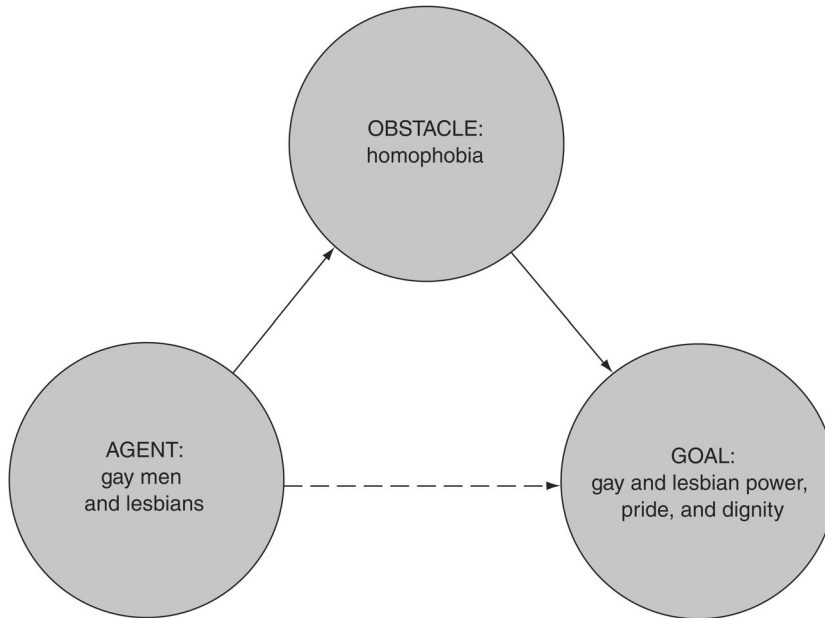 OBSTACLE:
homophobia
AGENT:
gay men
and lesbians
GOAL:
gay and lesbian power,
pride, and dignity